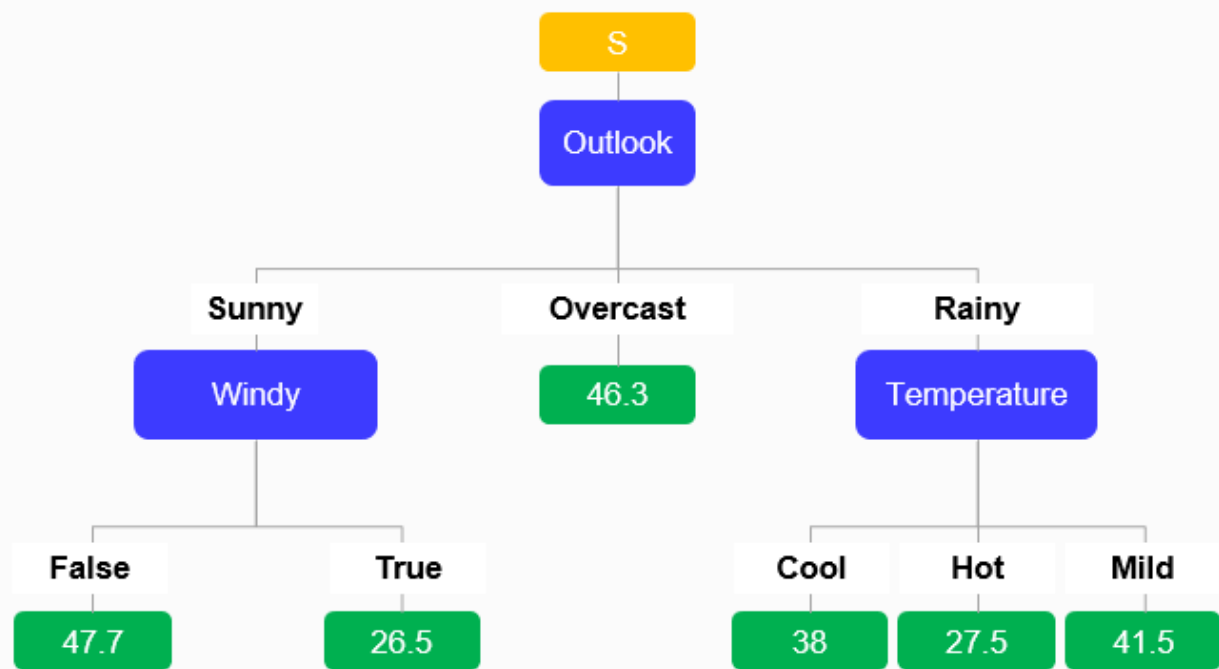 S
Outlook
Sunny
Overcast
Rainy
Windy
46.3
Temperature
False
True
Cool
Hot
Mild
47.7
26.5
38
27.5
41.5